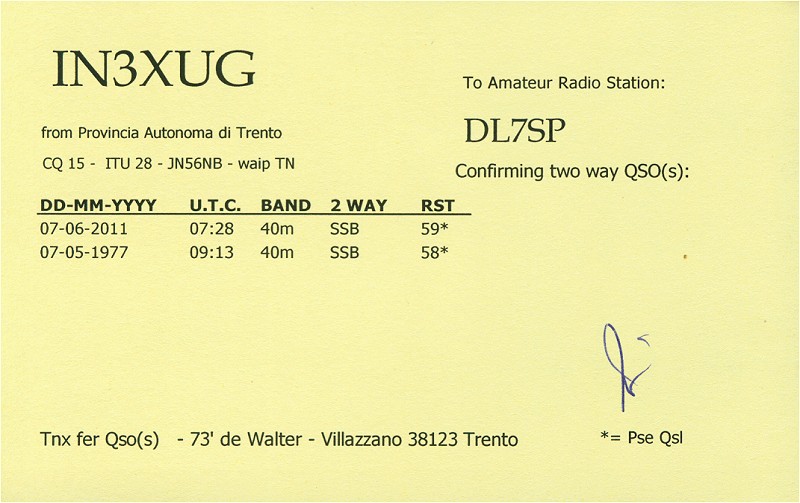 IN3XUG
To Amateur Radio Station:
from Provincia Autonoma di Trento
DL7SP
CQ 15 - ITU 28 - JN56NB - waip TN
Confirming two way QSO(s):
DD-MM-YYYY U.T.C. BAND 2 WAY RST
07-06-2011 07:28 40m SSB 59*
07-05-1977 09:13 40m SSB 58*
Tnx fer Qso(s) - 73' de Walter - Villazzano 38123 Trento
*= Pse Qsl